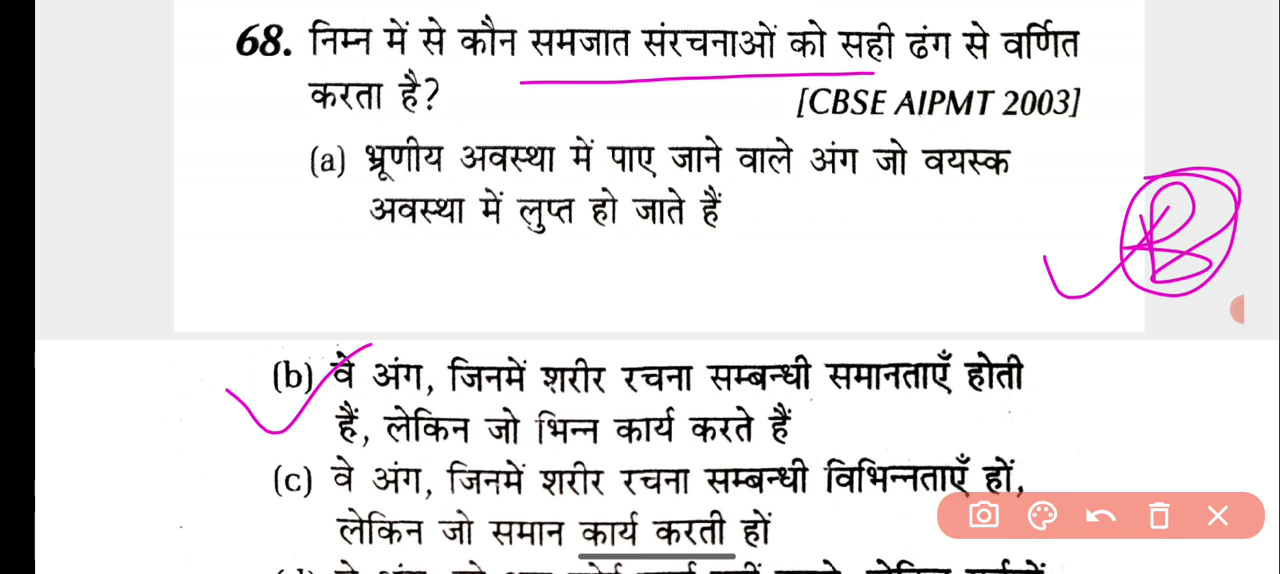 68. निम्न में से कौन समजात संरचनाओं को सही ढंग से वर्णित
करता है?
[CBSE AIPMT 2003]
(a) भ्रूणीय अवस्था में पाए जाने वाले अंग जो वयस्क
अवस्था में लुप्त हो जाते हैं
B
(b) वे अंग, जिनमें शरीर रचना सम्बन्धी समानताएँ होती
हैं, लेकिन जो भिन्न कार्य करते हैं
(c) वे अंग, जिनमें शरीर रचना सम्बन्धी विभिन्नताएँ हों,
लेकिन जो समान कार्य करती हों